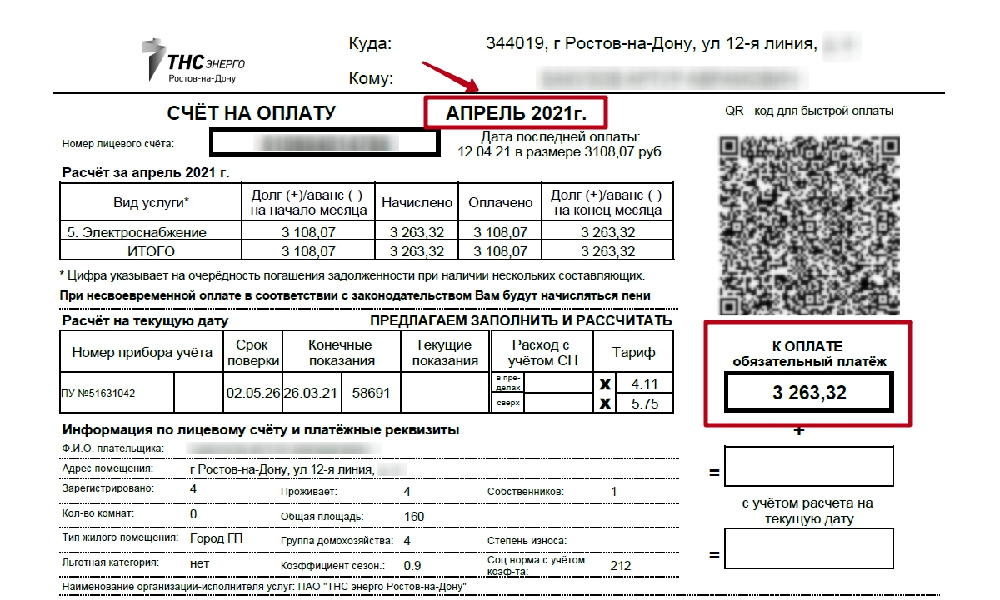 ТНС ЭНЕРГО
Ростов-на-Дону
Куда: 344019, г Ростов-на-Дону, ул 12-я линия,
Кому:
СЧЁТ НА ОПЛАТУ
АПРЕЛЬ 2021г.
QR - код для быстрой оплаты
Номер лицевого счёта:
Дата последней оплаты:
12.04.21 в размере 3108,07 руб.
Расчёт за апрель 2021 г.
Вид услуги* Долг (+)/аванс (-) на начало месяца Начислено Оплачено Долг (+)/аванс (-) на конец месяца
5. Электроснабжение 3 108,07 3 263,32 3 108,07 3 263,32
ИТОГО 3 108,07 3 263,32 3 108,07 3 263,32
* Цифра указывает на очерёдность погашения задолженности при наличии нескольких составляющих.
При несвоевременной оплате в соответствии с законодательством Вам будут начисляться пени
Расчёт на текущую дату ПРЕДЛАГАЕМ ЗАПОЛНИТЬ И РАССЧИТАТЬ
Номер прибора учёта Срок поверки Конечные показания Текущие показания Расход с учётом СН Тариф
ПУ №51631042 02.05.26 26.03.21 58691
в пределах X 4.11
сверх X 5.75
К ОПЛАТЕ
обязательный платёж
3 263,32
+
=
с учётом расчета на
текущую дату
=
Информация по лицевому счёту и платёжные реквизиты
Ф.И.О. плательщика:
Адрес помещения: г Ростов-на-Дону, ул 12-я линия,
Зарегистрировано: 4 Проживает: 4 Собственников: 1
Кол-во комнат: 0 Общая площадь: 160
Тип жилого помещения: Город ГП Группа домохозяйства: 4 Степень износа:
Льготная категория: нет Коэффициент сезон.: 0.9 Соц.норма с учётом коэф-та: 212
Наименование организации-исполнителя услуг: ПАО "ТНС энерго Ростов-на-Дону"